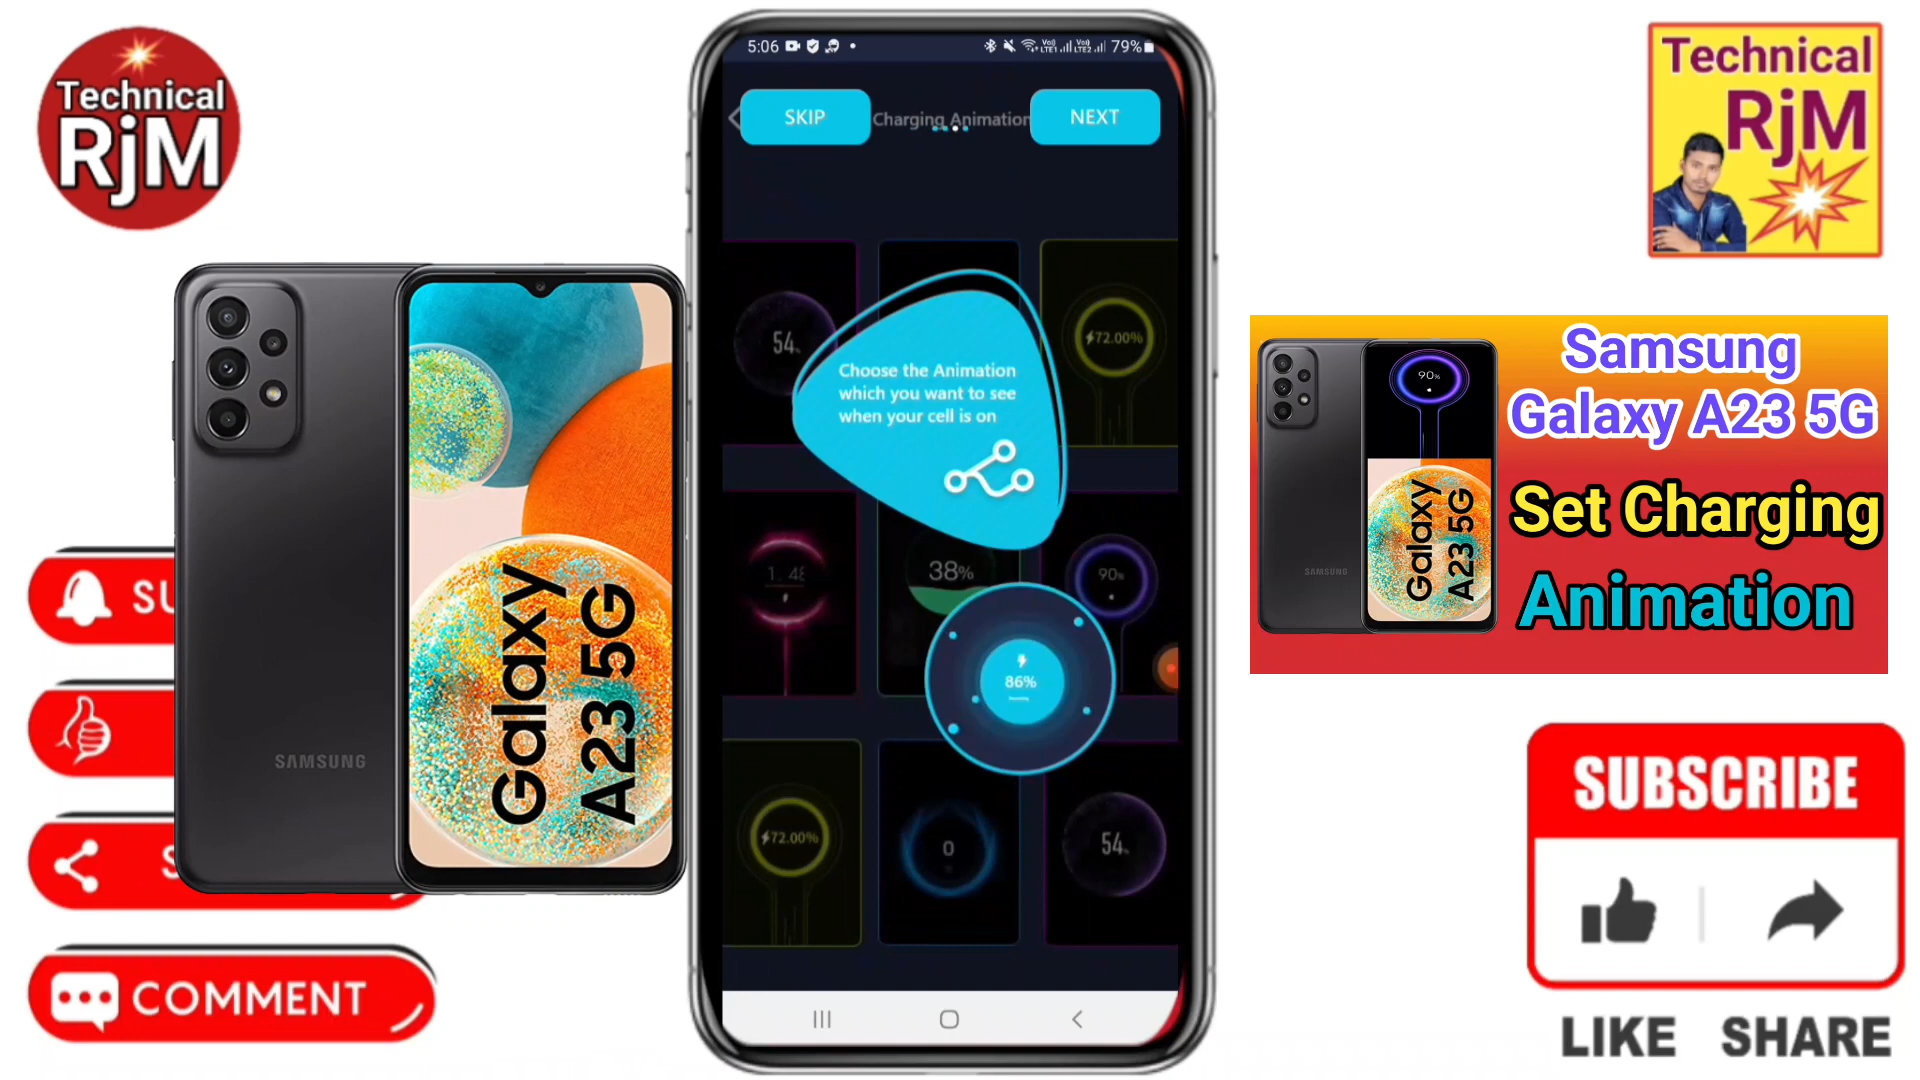 Technical
RjM
5:06
79%
SKIP
Charging Animation
NEXT
Technical
RjM
54%
72.00%
Choose the Animation
which you want to see
when your cell is on
38%
90%
86%
72.00%
0
54%
Galaxy
A23 5G
SAMSUNG
SU
S
COMMENT
90%
Samsung
Galaxy A23 5G
Set Charging
Animation
Galaxy
A23 5G
SAMSUNG
SUBSCRIBE
LIKE SHARE